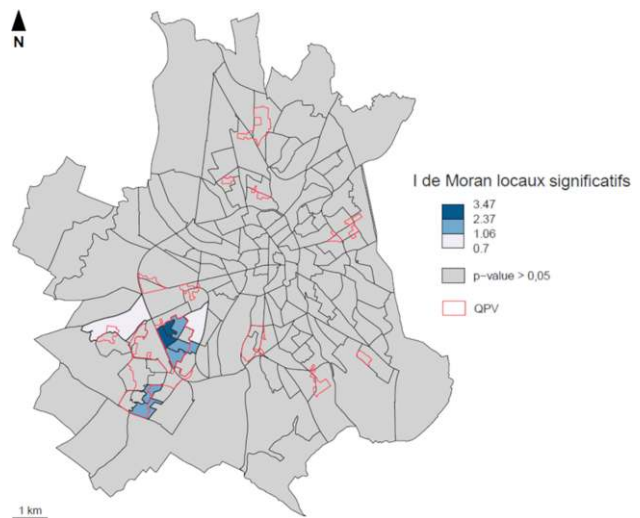 N
I de Moran locaux significatifs
3.47
2.37
1.06
0.7
p-value > 0,05
QPV
1 km